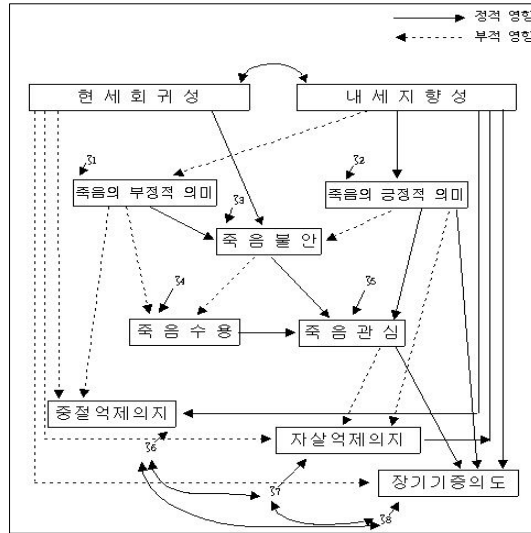 정적 영향
부적 영향
현 세 회 귀 성
내 세 지 향 성
ζ1
ζ2
죽음의 부정적 의미
죽음의 긍정적 의미
ζ3
죽 음 불 안
ζ4
ζ5
죽 음 수 용
죽 음 관 심
중절억제의지
ζ6
자살억제의지
장기기증의도
ζ7
ζ8